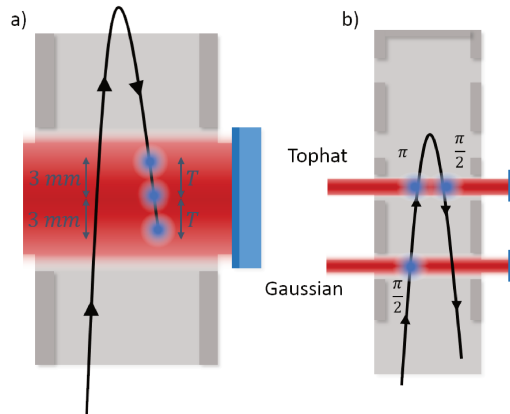 a)
3 mm
T
3 mm
T
b)
Tophat
π
π/2
Gaussian
π/2